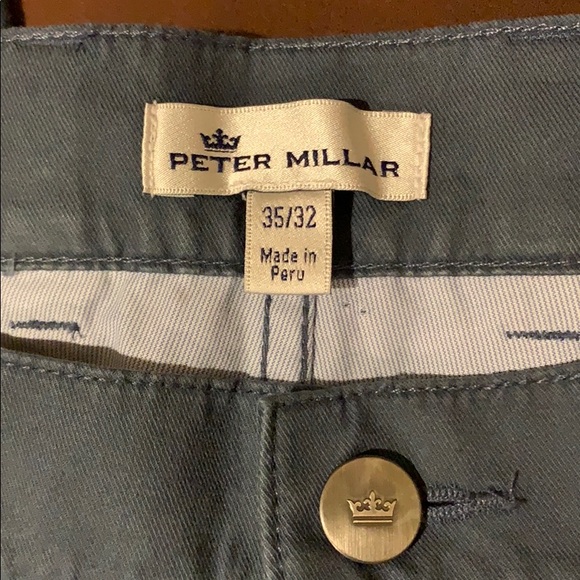 PETER MILLAR
35/32
Made in
Peru